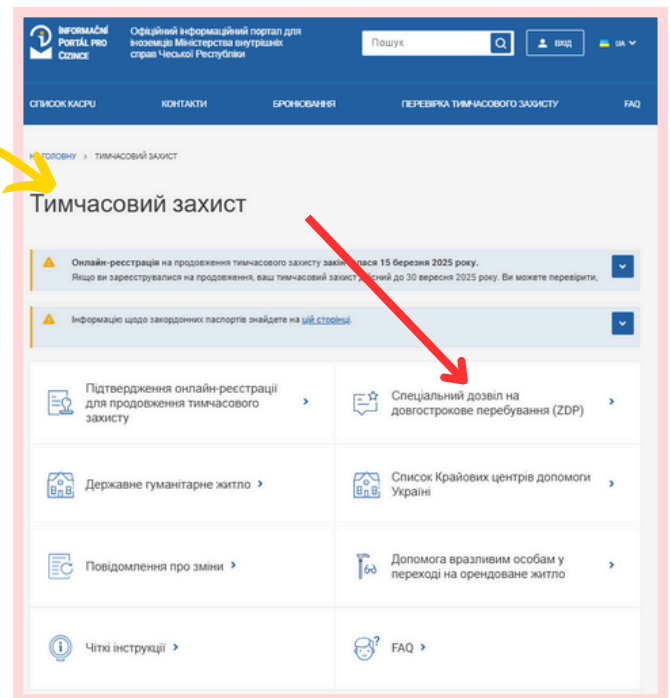 INFORMAČNÍ
PORTÁL PRO
CIZINCE
Офіційний інформаційний портал для
іноземців Міністерства внутрішніх
справ Чеської Республіки
Пошук
ВХІД
UA
СПИСОК KACPU
КОНТАКТИ
БРОНЮВАННЯ
ПЕРЕВІРКА ТИМЧАСОВОГО ЗАХИСТУ
FAQ
ГОЛОВНУ > ТИМЧАСОВИЙ ЗАХИСТ
Тимчасовий захист
Онлайн-реєстрація на продовження тимчасового захисту 15 березня 2025 року.
Якщо ви зареєструвалися на продовження, ваш тимчасовий захист до 30 вересня 2025 року. Ви можете перевірити,
Інформацію щодо закордонних паспортів знайдете на цій сторінці.
Підтвердження онлайн-реєстрації
для продовження тимчасового
захисту
Спеціальний дозвіл на
довгострокове перебування (ZDP)
Державне гуманітарне житло
Список Крайових центрів допомоги
Україні
Повідомлення про зміни
Допомога вразливим особам у
переході на орендоване житло
Чіткі інструкції
FAQ